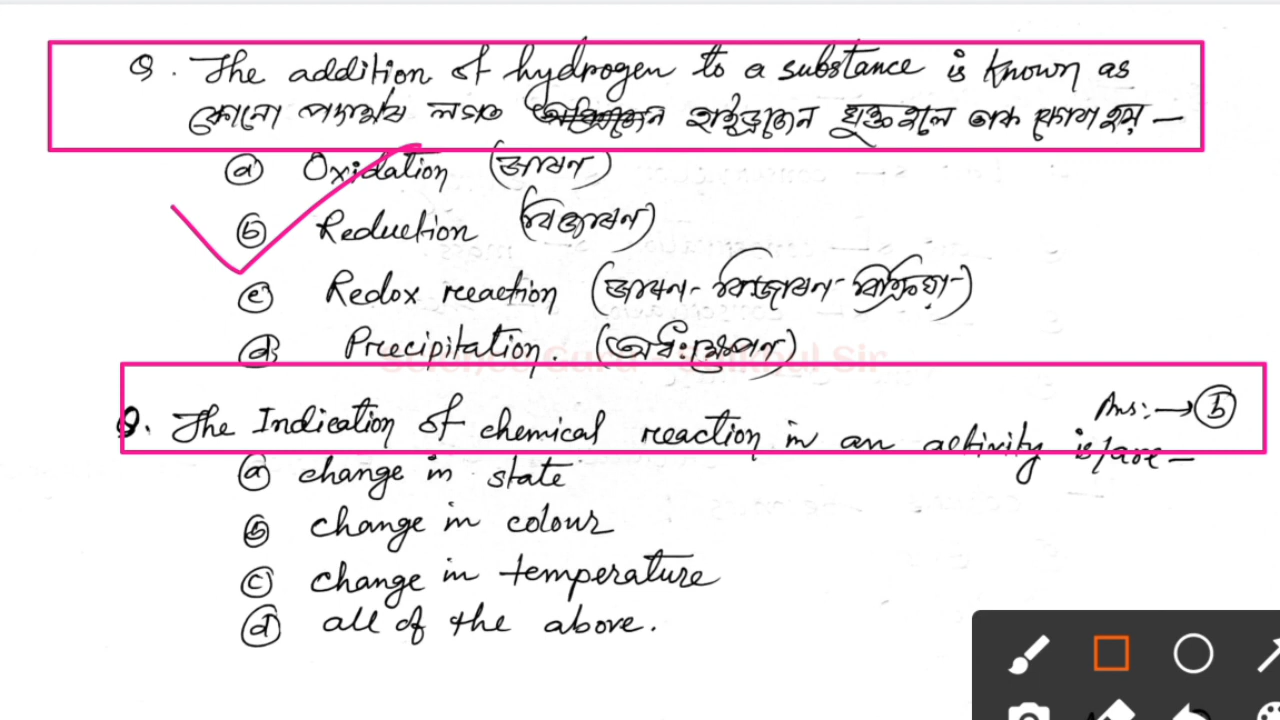 Q. The addition of hydrogen to a substance is known as
কোনো পদার্থৰ লগত হাইড্ৰজেন যুক্ত হলে তাক কোৱা হয় —
(a) Oxidation (জাৰণ)
(b) Reduction (বিজাৰণ)
(c) Redox reaction (জাৰণ- বিজাৰণ- বিক্ৰিয়া-)
(d) Precipitation. (অধঃক্ষেপন)
Ans: → (b)
Q. The Indication of chemical reaction in an activity is/are —
(a) change in state
(b) change in colour
(c) change in temperature
(d) all of the above.